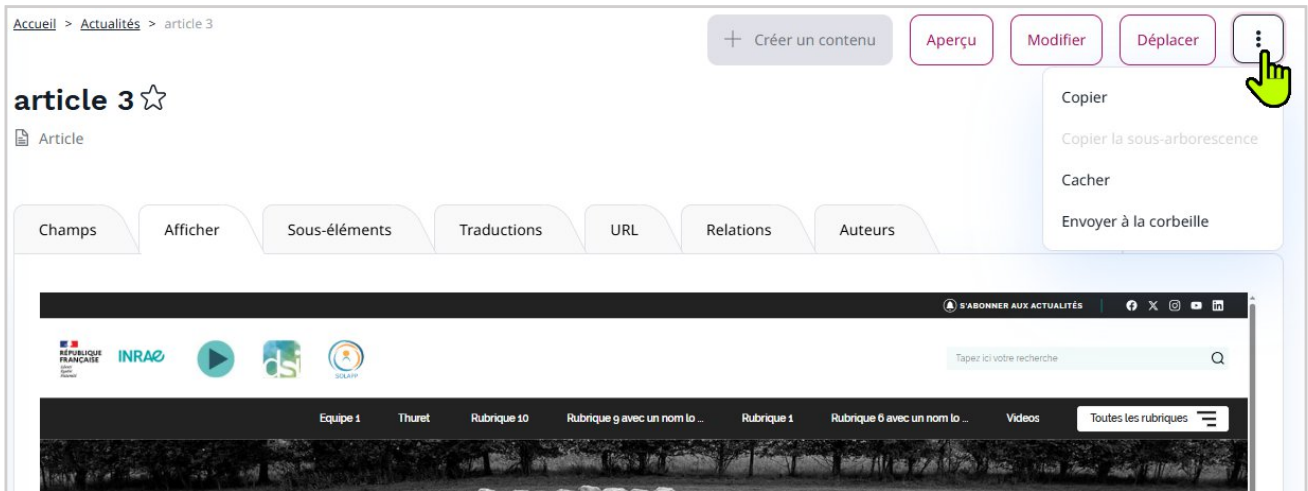 Accueil > Actualités > article 3
+ Créer un contenu
Aperçu
Modifier
Déplacer
article 3
Article
Copier
Copier la sous-arborescence
Cacher
Envoyer à la corbeille
Champs
Afficher
Sous-éléments
Traductions
URL
Relations
Auteurs
S'ABONNER AUX ACTUALITÉS
RÉPUBLIQUE
FRANÇAISE
Liberté
Égalité
Fraternité
INRAE
dsi
SOLAPP
Tapez ici votre recherche
Equipe 1
Thuret
Rubrique 10
Rubrique 9 avec un nom lo ...
Rubrique 1
Rubrique 6 avec un nom lo ...
Videos
Toutes les rubriques